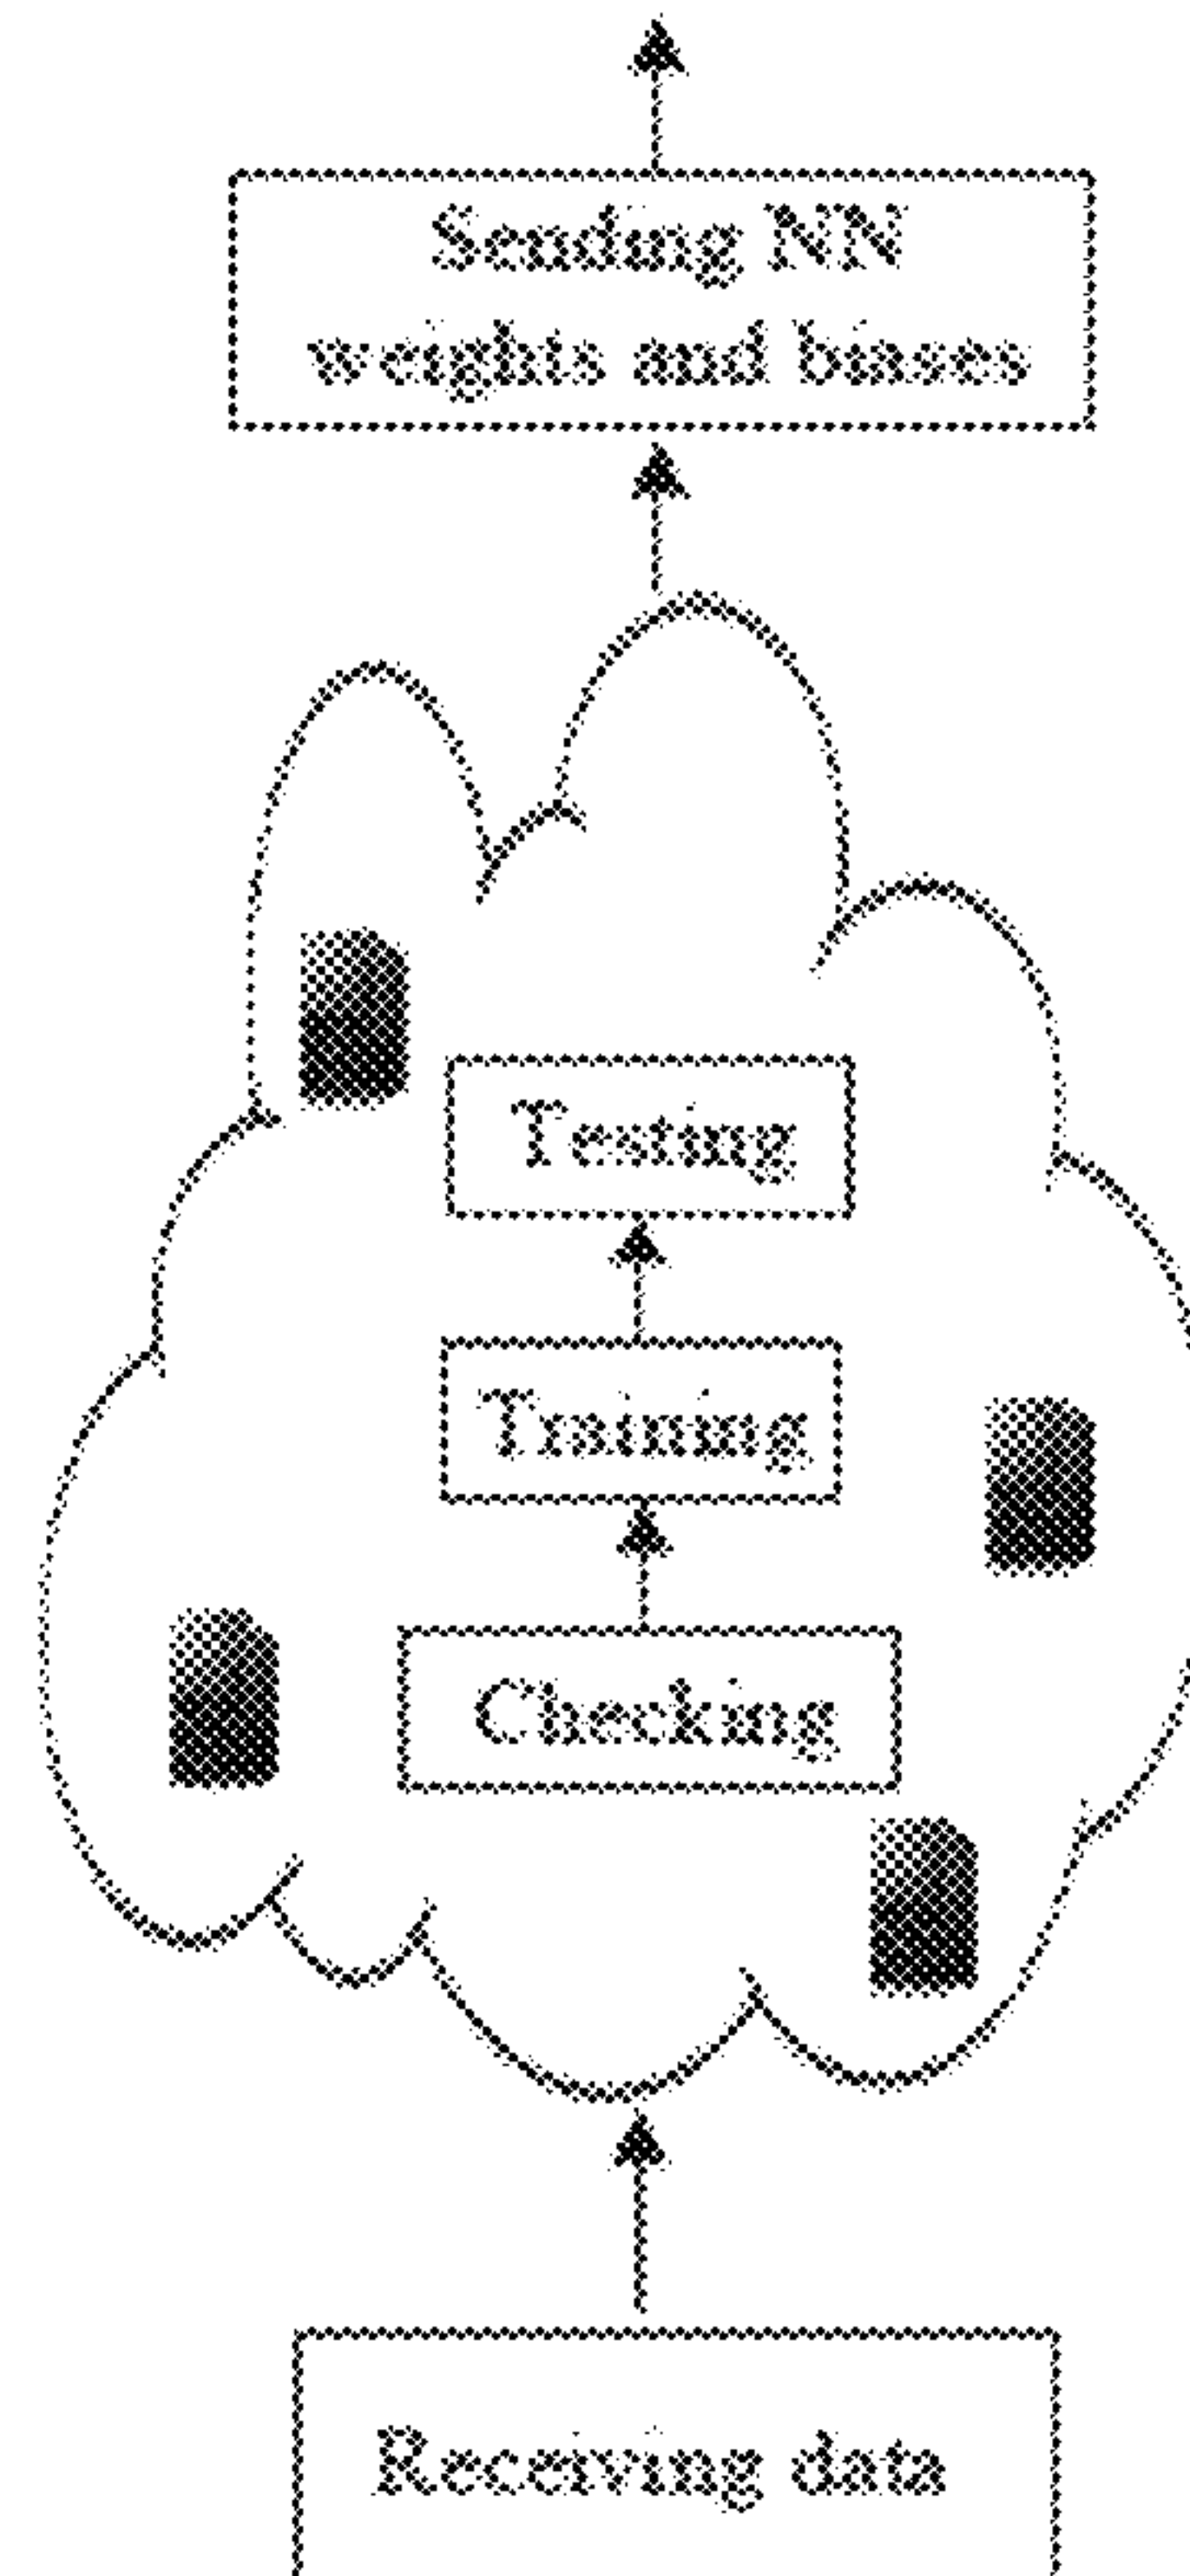 Sending NN
weights and biases
Testing
Training
Checking
Receiving data